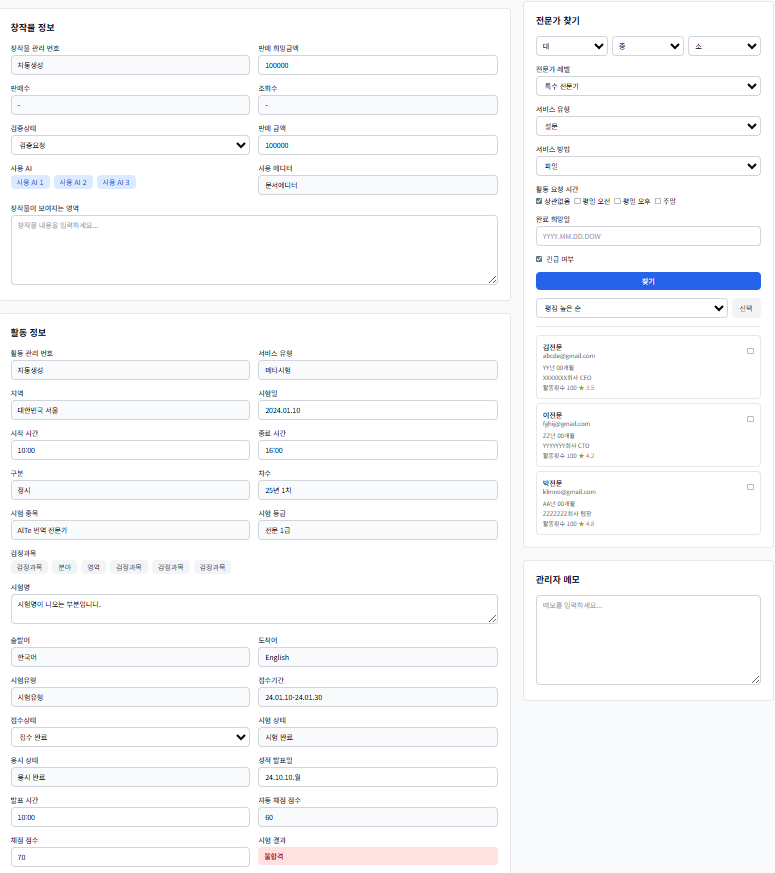 창작물 정보
창작물 관리 번호
자동생성
판매 희망금액
100000
판매수
-
조회수
-
검증상태
검증요청
판매 금액
100000
사용 AI
사용 AI 1 사용 AI 2 사용 AI 3
사용 에디터
문서에디터
창작물이 보여지는 영역
창작물 내용을 입력하세요...
활동 정보
활동 관리 번호
자동생성
서비스 유형
메타시험
지역
대한민국 서울
시험일
2024.01.10
시작 시간
10:00
종료 시간
16:00
구분
정시
차수
25년 1차
시험 종목
AITe 번역 전문가
시험 등급
전문 1급
검정과목
검정과목 분야 영역 검정과목 검정과목 검정과목
시험명
시험명이 나오는 부분입니다.
출발어
한국어
도착어
English
시험유형
시험유형
접수기간
24.01.10-24.01.30
접수상태
접수 완료
시험 상태
시험 완료
응시 상태
응시 완료
성적 발표일
24.10.10.월
발표 시간
10:00
자동 채점 점수
60
채점 점수
70
시험 결과
불합격
전문가 찾기
대 중 소
전문가 레벨
특수 전문가
서비스 유형
설문
서비스 방법
파일
활동 요청 시간
상관없음 평일 오전 평일 오후 주말
완료 희망일
YYYY.MM.DD.DOW
긴급 여부
찾기
평점 높은 순 선택
김전문
abcde@gmail.com
YY년 00개월
XXXXXXX회사 CEO
활동횟수 100 ★ 3.5
이전문
fghij@gmail.com
ZZ년 00개월
YYYYYYY회사 CTO
활동횟수 100 ★ 4.2
박전문
klmno@gmail.com
AA년 00개월
ZZZZZZZ회사 팀장
활동횟수 100 ★ 4.8
관리자 메모
메모를 입력하세요...